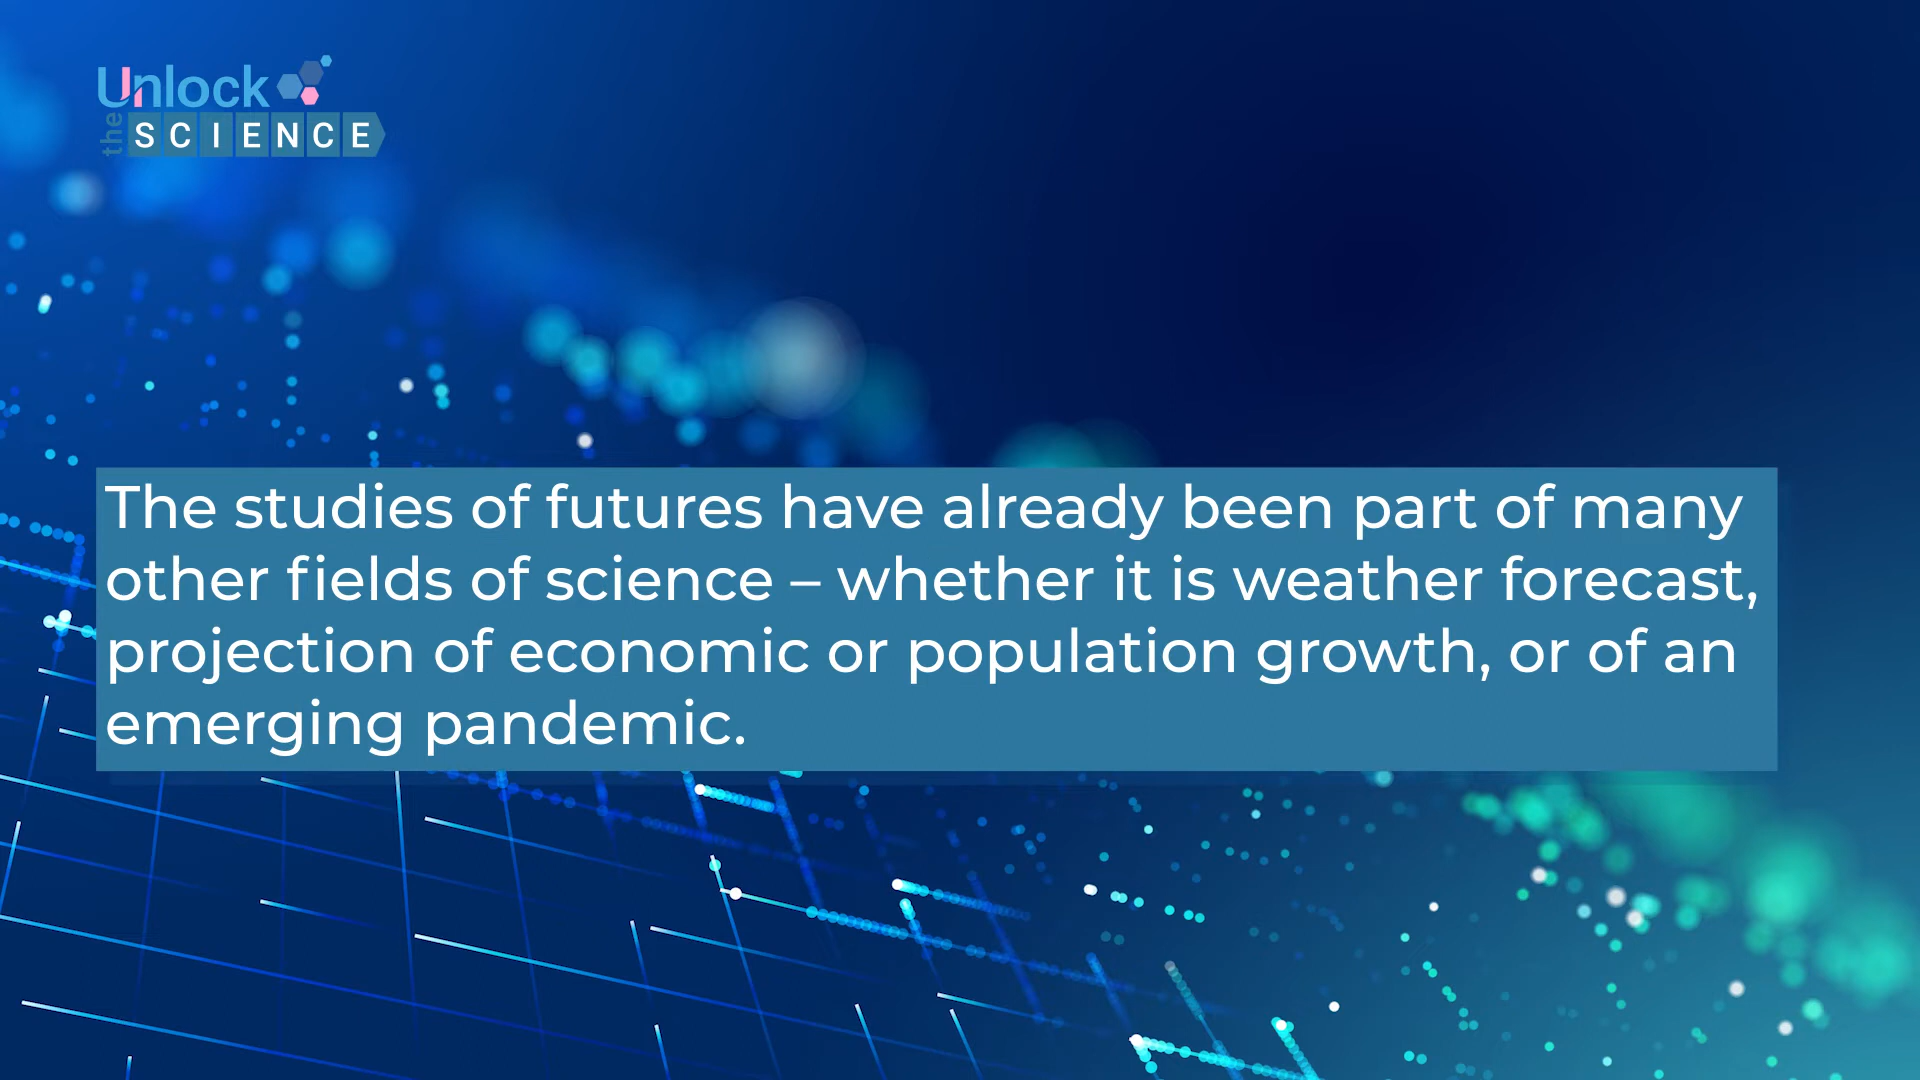 Unlock
the SCIENCE
The studies of futures have already been part of many
other fields of science – whether it is weather forecast,
projection of economic or population growth, or of an
emerging pandemic.